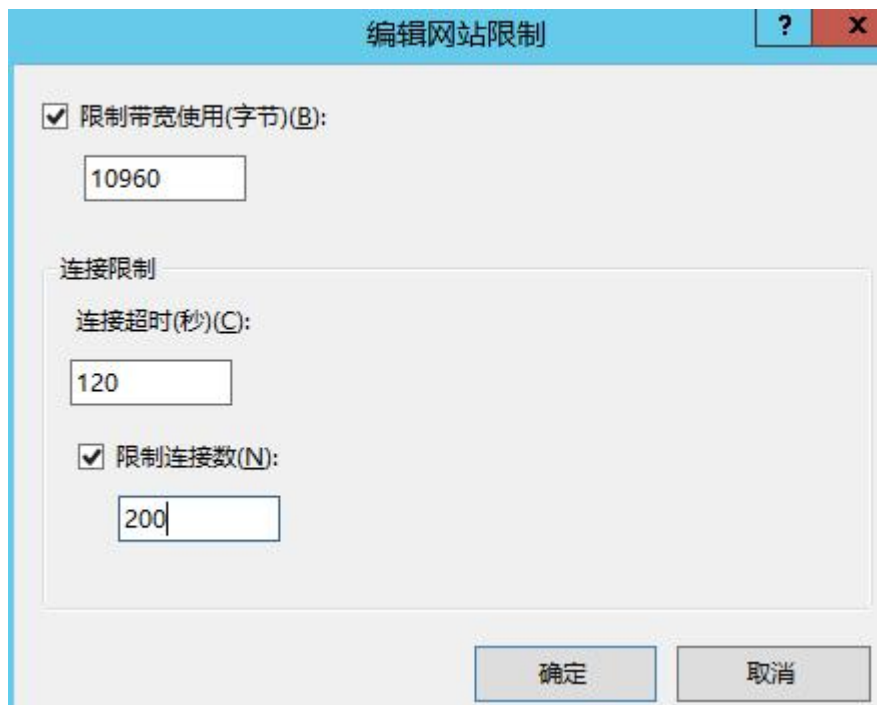 编辑网站限制
限制带宽使用(字节)(B):
10960
连接限制
连接超时(秒)(C):
120
限制连接数(N):
200
确定 取消